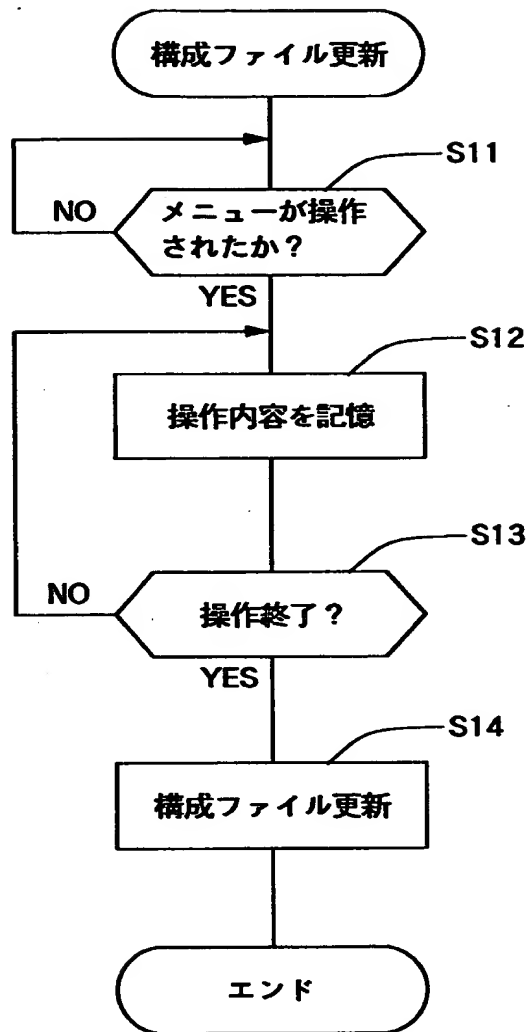 構成ファイル更新
S11
メニューが操作
されたか？
NO
YES
S12
操作内容を記憶
S13
操作終了？
NO
YES
S14
構成ファイル更新
エンド